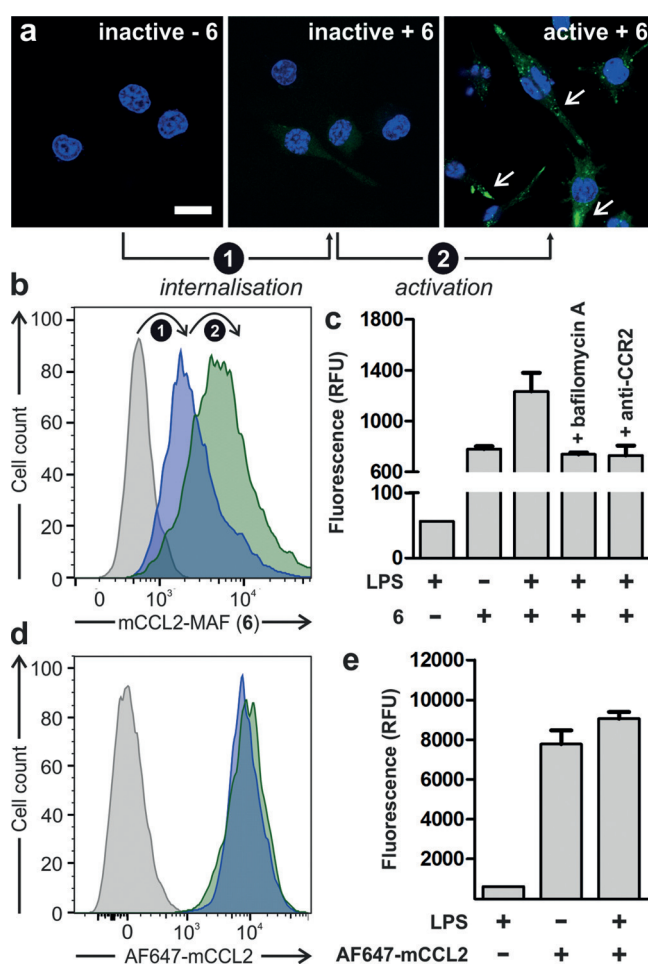 a
inactive - 6
inactive + 6
active + 6
1
2
internalisation
activation
b
Cell count
100
80
60
40
20
0
1
2
0
10³
10⁴
mCCL2-MAF (6)
c
Fluorescence (RFU)
1800
1400
1000
600
100
0
+ bafilomycin A
+ anti-CCR2
LPS + - + + +
6 - + + + +
d
Cell count
100
80
60
40
20
0
0
10³
10⁴
AF647-mCCL2
e
Fluorescence (RFU)
12000
10000
8000
6000
4000
2000
LPS + - +
AF647-mCCL2 - + +